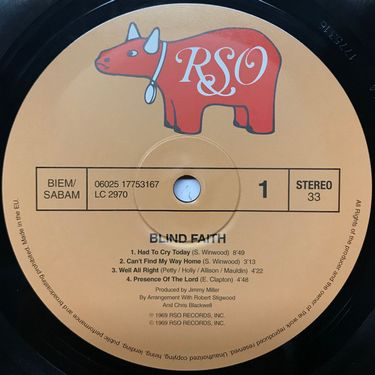 RSO
BIEM/
SABAM
06025 17753167
LC 2970
1
STEREO
33
BLIND FAITH
1. Had To Cry Today (S. Winwood) 8'49
2. Can't Find My Way Home (S. Winwood) 3'13
3. Well All Right (Petty / Holly / Allison / Mauldin) 4'22
4. Presence Of The Lord (E. Clapton) 4'48
Produced by Jimmy Miller
By Arrangement With Robert Stigwood
And Chris Blackwell
℗ 1969 RSO RECORDS, INC.
© 1969 RSO RECORDS, INC.
All Rights of the manufacturer and the owner of the work reproduced reserved. Unauthorized copying, hiring, lending, public performance and broadcasting prohibited. Made in the EU.